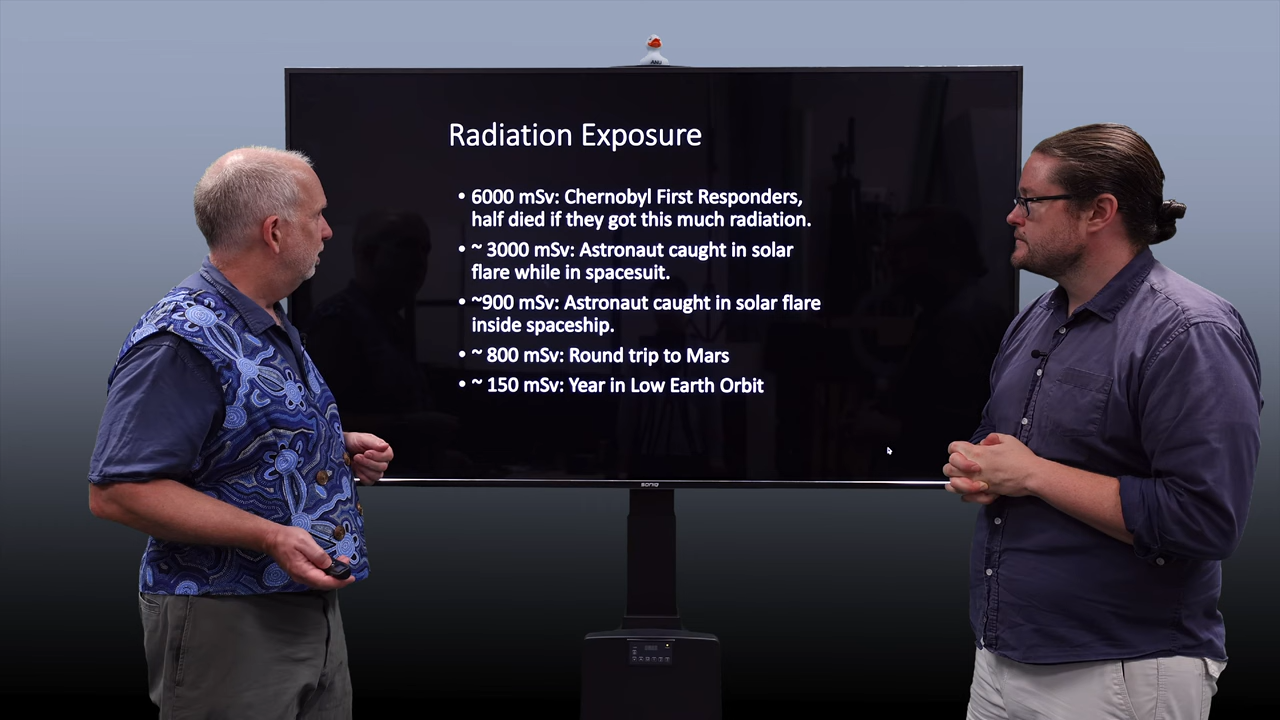 ANU
Radiation Exposure
• 6000 mSv: Chernobyl First Responders,
half died if they got this much radiation.
• ~ 3000 mSv: Astronaut caught in solar
flare while in spacesuit.
• ~900 mSv: Astronaut caught in solar flare
inside spaceship.
• ~ 800 mSv: Round trip to Mars
• ~ 150 mSv: Year in Low Earth Orbit
SONIQ